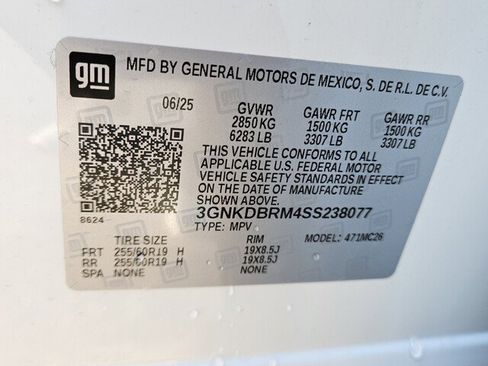 gm
MFD BY GENERAL MOTORS DE MEXICO, S. DE R.L. DE C.V.
06/25 GVWR GAWR FRT GAWR RR
2850 KG 1500 KG 1500 KG
6283 LB 3307 LB 3307 LB
THIS VEHICLE CONFORMS TO ALL
APPLICABLE U.S. FEDERAL MOTOR
VEHICLE SAFETY STANDARDS IN EFFECT
ON THE DATE OF MANUFACTURE
SHOWN ABOVE.
3GNKDBRM4SS238077
8624 TYPE: MPV MODEL: 471MC26
TIRE SIZE RIM
FRT 255/60R19 H 19X8.5J
RR 255/60R19 H 19X8.5J
SPA NONE NONE